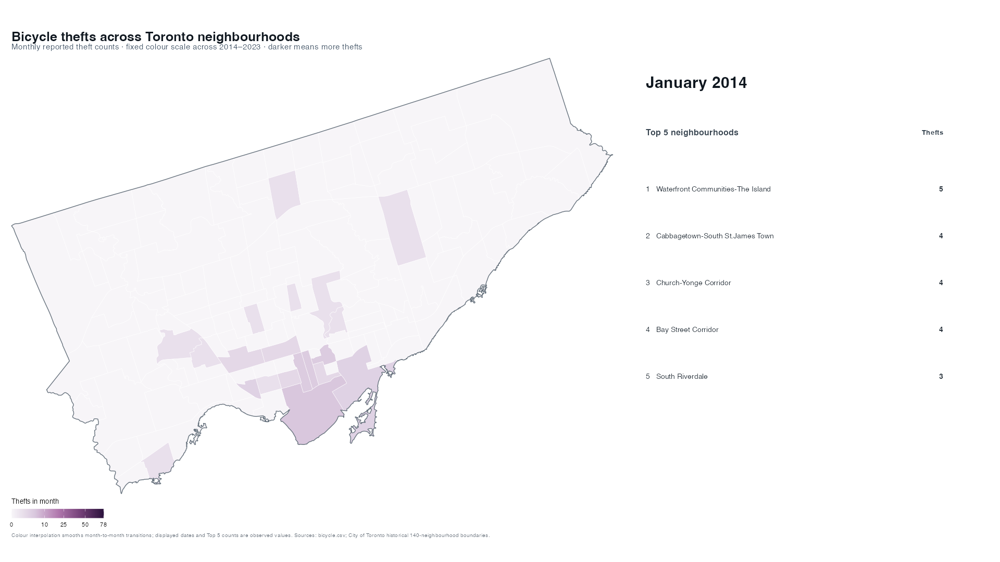 Bicycle thefts across Toronto neighbourhoods
Monthly reported theft counts · fixed colour scale across 2014–2023 · darker means more thefts
January 2014
Top 5 neighbourhoods Thefts
1 Waterfront Communities-The Island 5
2 Cabbagetown-South St.James Town 4
3 Church-Yonge Corridor 4
4 Bay Street Corridor 4
5 South Riverdale 3
Thefts in month
0 10 25 50 78
Colour interpolation smooths month-to-month transitions; displayed dates and Top 5 counts are observed values. Sources: bicycle.csv; City of Toronto historical 140-neighbourhood boundaries.